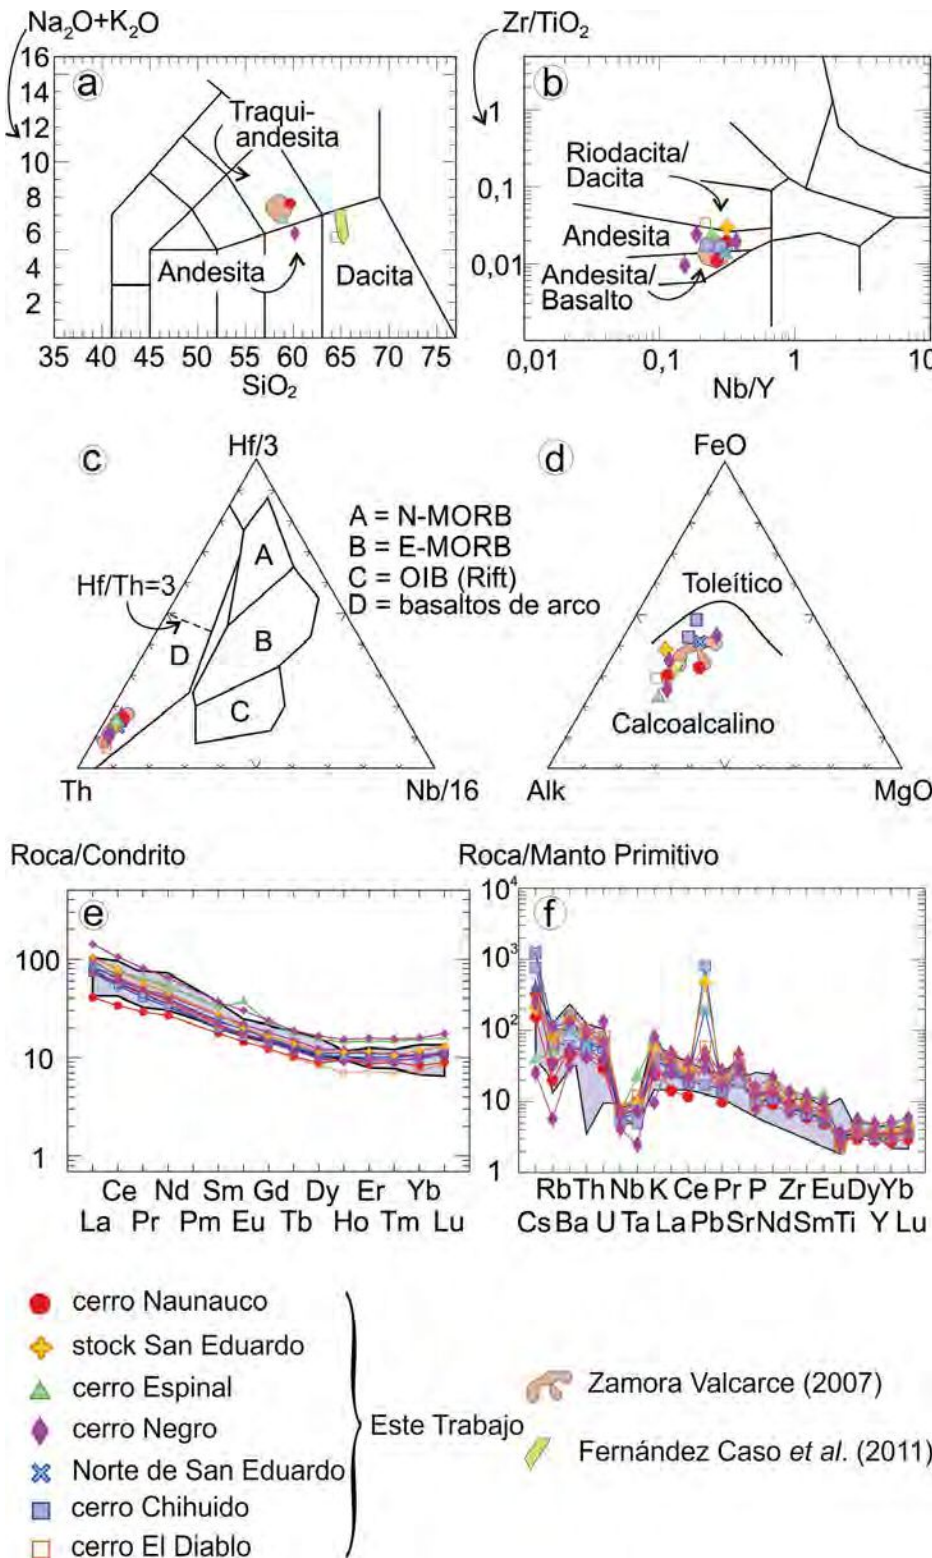 Na₂O+K₂O
16
14
12
10
8
6
4
2
a
Traqui-
andesita
Andesita
Dacita
35 40 45 50 55 60 65 70 75
SiO₂
Zr/TiO₂
1
0,1
0,01
b
Riodacita/
Dacita
Andesita
Andesita/
Basalto
0,01 0,1 1 10
Nb/Y
c
Hf/3
Hf/Th=3
A
B
C
D
Th
Nb/16
A = N-MORB
B = E-MORB
C = OIB (Rift)
D = basaltos de arco
d
FeO
Toleítico
Calcoalcalino
Alk
MgO
Roca/Condrito
e
100
10
1
Ce Nd Sm Gd Dy Er Yb
La Pr Pm Eu Tb Ho Tm Lu
Roca/Manto Primitivo
f
10⁴
10³
10²
10
1
Rb Th Nb K Ce Pr P Zr Eu Dy Yb
Cs Ba U Ta La Pb Sr Nd Sm Ti Y Lu
cerro Naunauco
stock San Eduardo
cerro Espinal
cerro Negro
Norte de San Eduardo
cerro Chihuido
cerro El Diablo
Este Trabajo
Zamora Valcarce (2007)
Fernández Caso et al. (2011)